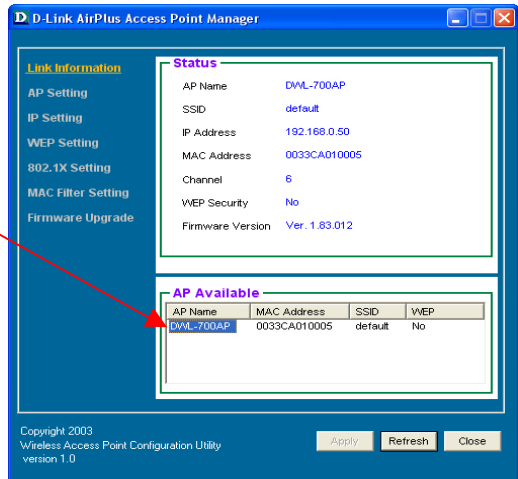 D-Link AirPlus Access Point Manager
Link Information
AP Setting
IP Setting
WEP Setting
802.1X Setting
MAC Filter Setting
Firmware Upgrade
Status
AP Name DWL-700AP
SSID default
IP Address 192.168.0.50
MAC Address 0033CA010005
Channel 6
WEP Security No
Firmware Version Ver. 1.83.012
AP Available
AP Name MAC Address SSID WEP
DWL-700AP 0033CA010005 default No
Copyright 2003
Wireless Access Point Configuration Utility
version 1.0
Apply Refresh Close